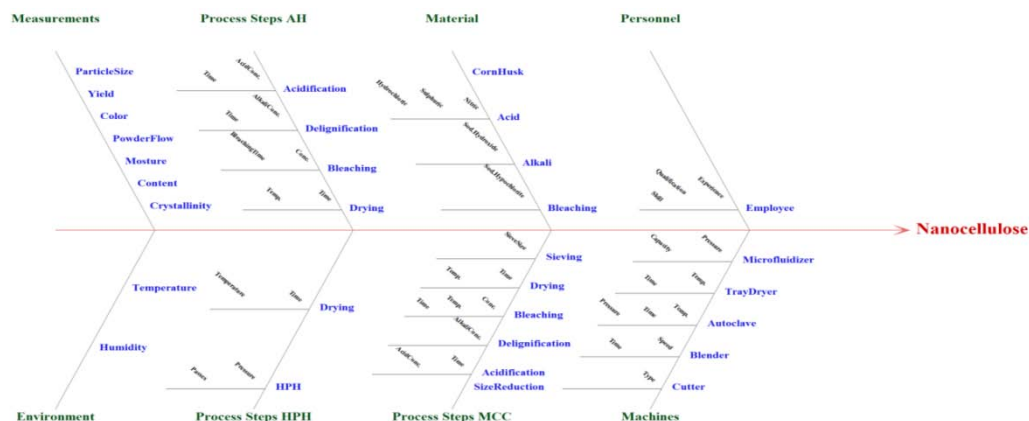 Measurements
Process Steps AH
Material
Personnel
ParticleSize
Yield
Color
PowderFlow
Mosture
Content
Crystallinity
Time
AcidConc.
Acidification
Time
AlkaliConc.
Delignification
BleachingTime
Conc.
Bleaching
Temp.
Time
Drying
CornHusk
Hydrochloric
Sulphuric
Nitric
Acid
Sod.Hydroxide
Alkali
Sod.Hypochlorite
Bleaching
Skill
Qualification
Experience
Employee
Nanocellulose
Temperature
Humidity
Temperature
Time
Drying
Passes
Pressure
HPH
SieveSize
Sieving
Temp.
Time
Drying
Time
Temp.
Conc.
Bleaching
Time
AlkaliConc.
Delignification
AcidConc.
Time
Acidification
SizeReduction
Capacity
Pressure
Microfluidizer
Time
Temp.
TrayDryer
Pressure
Time
Temp.
Autoclave
Time
Speed
Blender
Type
Cutter
Environment
Process Steps HPH
Process Steps MCC
Machines